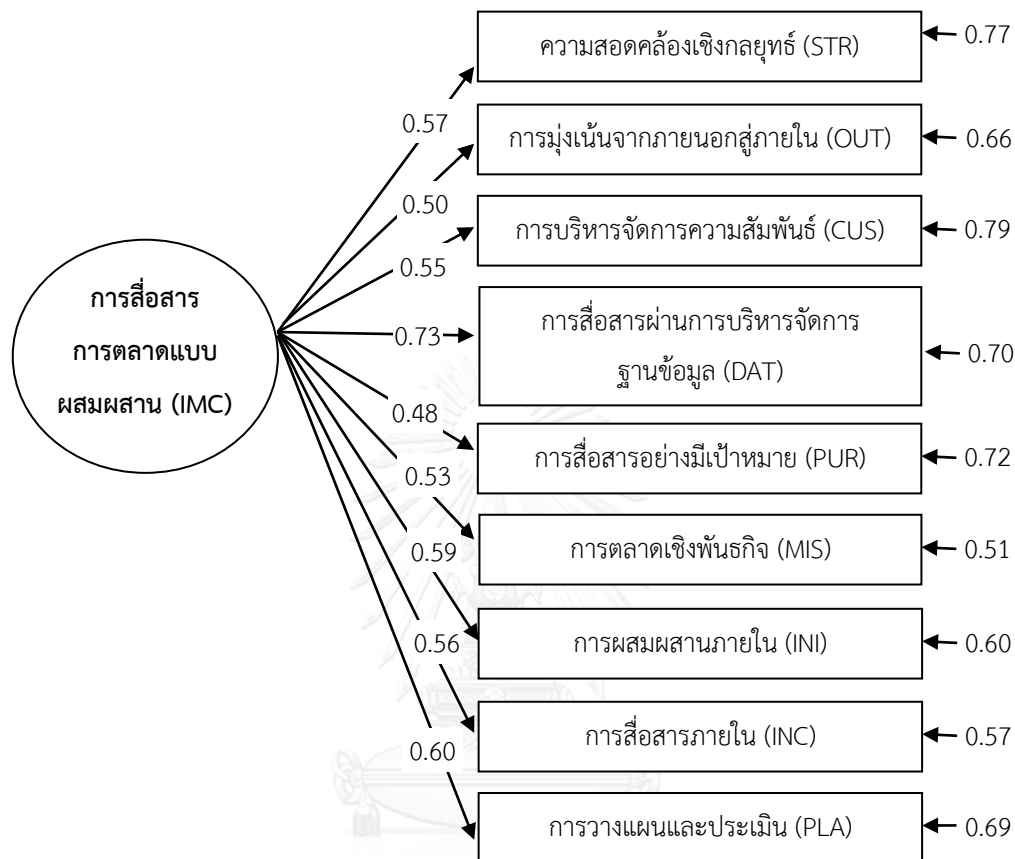 ความสอดคล้องเชิงกลยุทธ์ (STR)
0.77
0.57
การมุ่งเน้นจากภายนอกสู่ภายใน (OUT)
0.66
0.50
การบริหารจัดการความสัมพันธ์ (CUS)
0.79
0.55
การสื่อสาร
การตลาดแบบ
ผสมผสาน (IMC)
0.73
การสื่อสารผ่านการบริหารจัดการ
ฐานข้อมูล (DAT)
0.70
0.48
การสื่อสารอย่างมีเป้าหมาย (PUR)
0.72
0.53
การตลาดเชิงพันธกิจ (MIS)
0.51
0.59
การผสมผสานภายใน (INI)
0.60
0.56
การสื่อสารภายใน (INC)
0.57
0.60
การวางแผนและประเมิน (PLA)
0.69